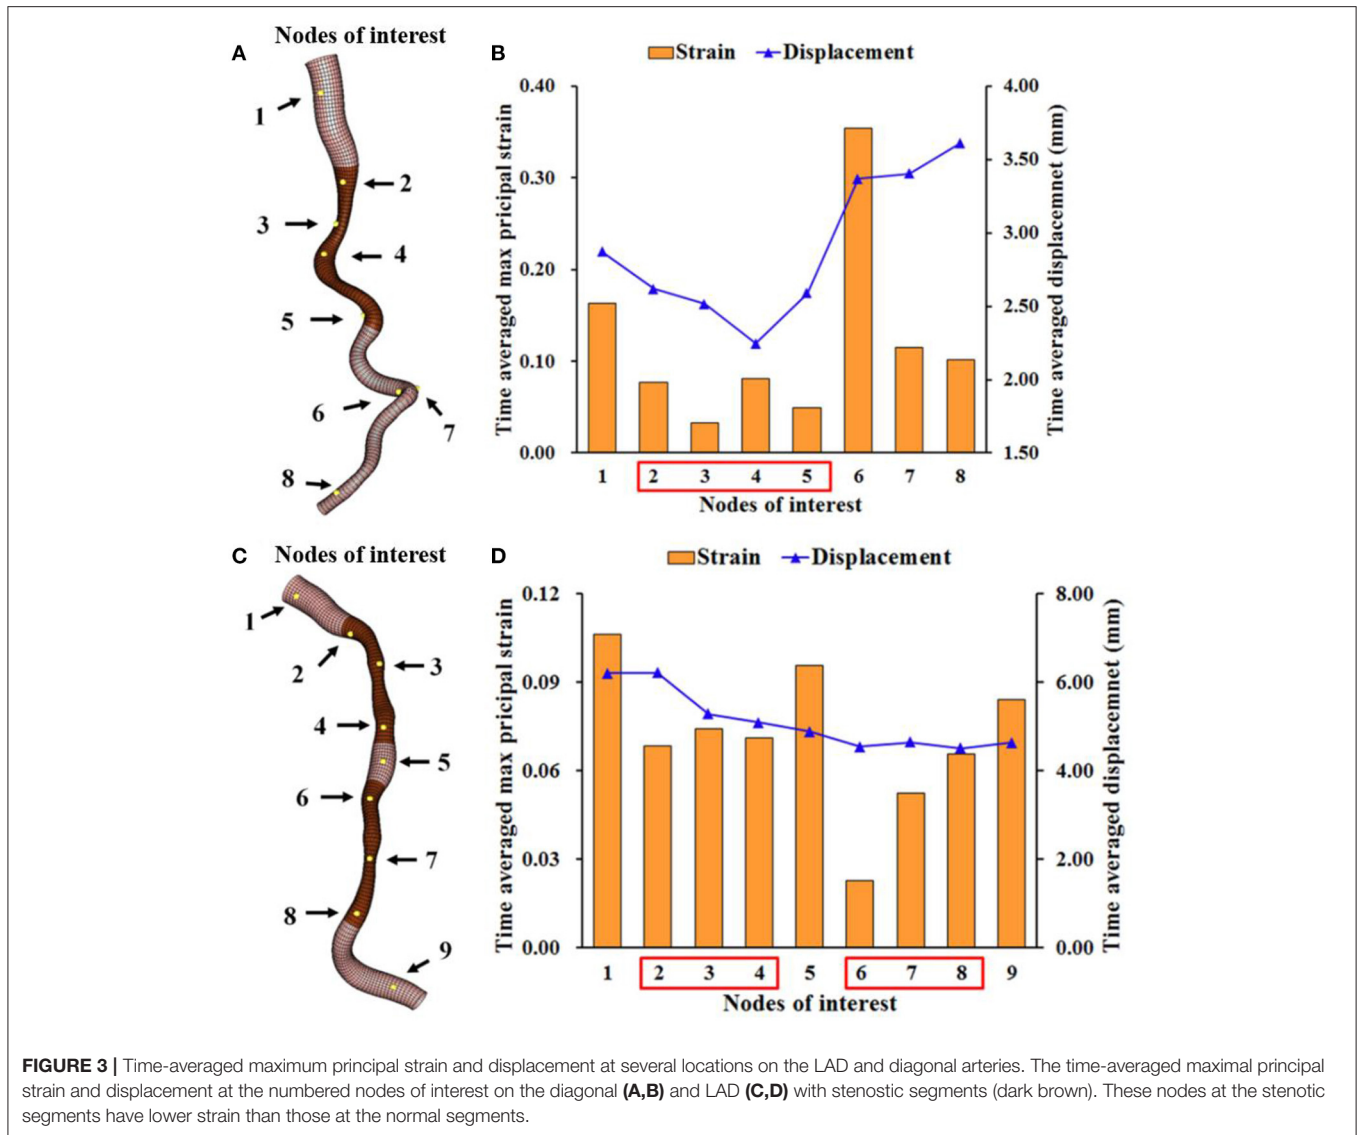 A
Nodes of interest
1
2
3
4
5
6
7
8
B
Strain
Displacement
Time averaged max pricipal strain
0.40
0.30
0.20
0.10
0.00
4.00
3.50
3.00
2.50
2.00
1.50
Time averaged displacemnet (mm)
1 2 3 4 5 6 7 8
Nodes of interest
C
Nodes of interest
1
2
3
4
5
6
7
8
9
D
Strain
Displacement
Time averaged max pricipal strain
0.12
0.09
0.06
0.03
0.00
8.00
6.00
4.00
2.00
0.00
Time averaged displacemnet (mm)
1 2 3 4 5 6 7 8 9
Nodes of interest
FIGURE 3 | Time-averaged maximum principal strain and displacement at several locations on the LAD and diagonal arteries. The time-averaged maximal principal
strain and displacement at the numbered nodes of interest on the diagonal (A,B) and LAD (C,D) with stenostic segments (dark brown). These nodes at the stenotic
segments have lower strain than those at the normal segments.